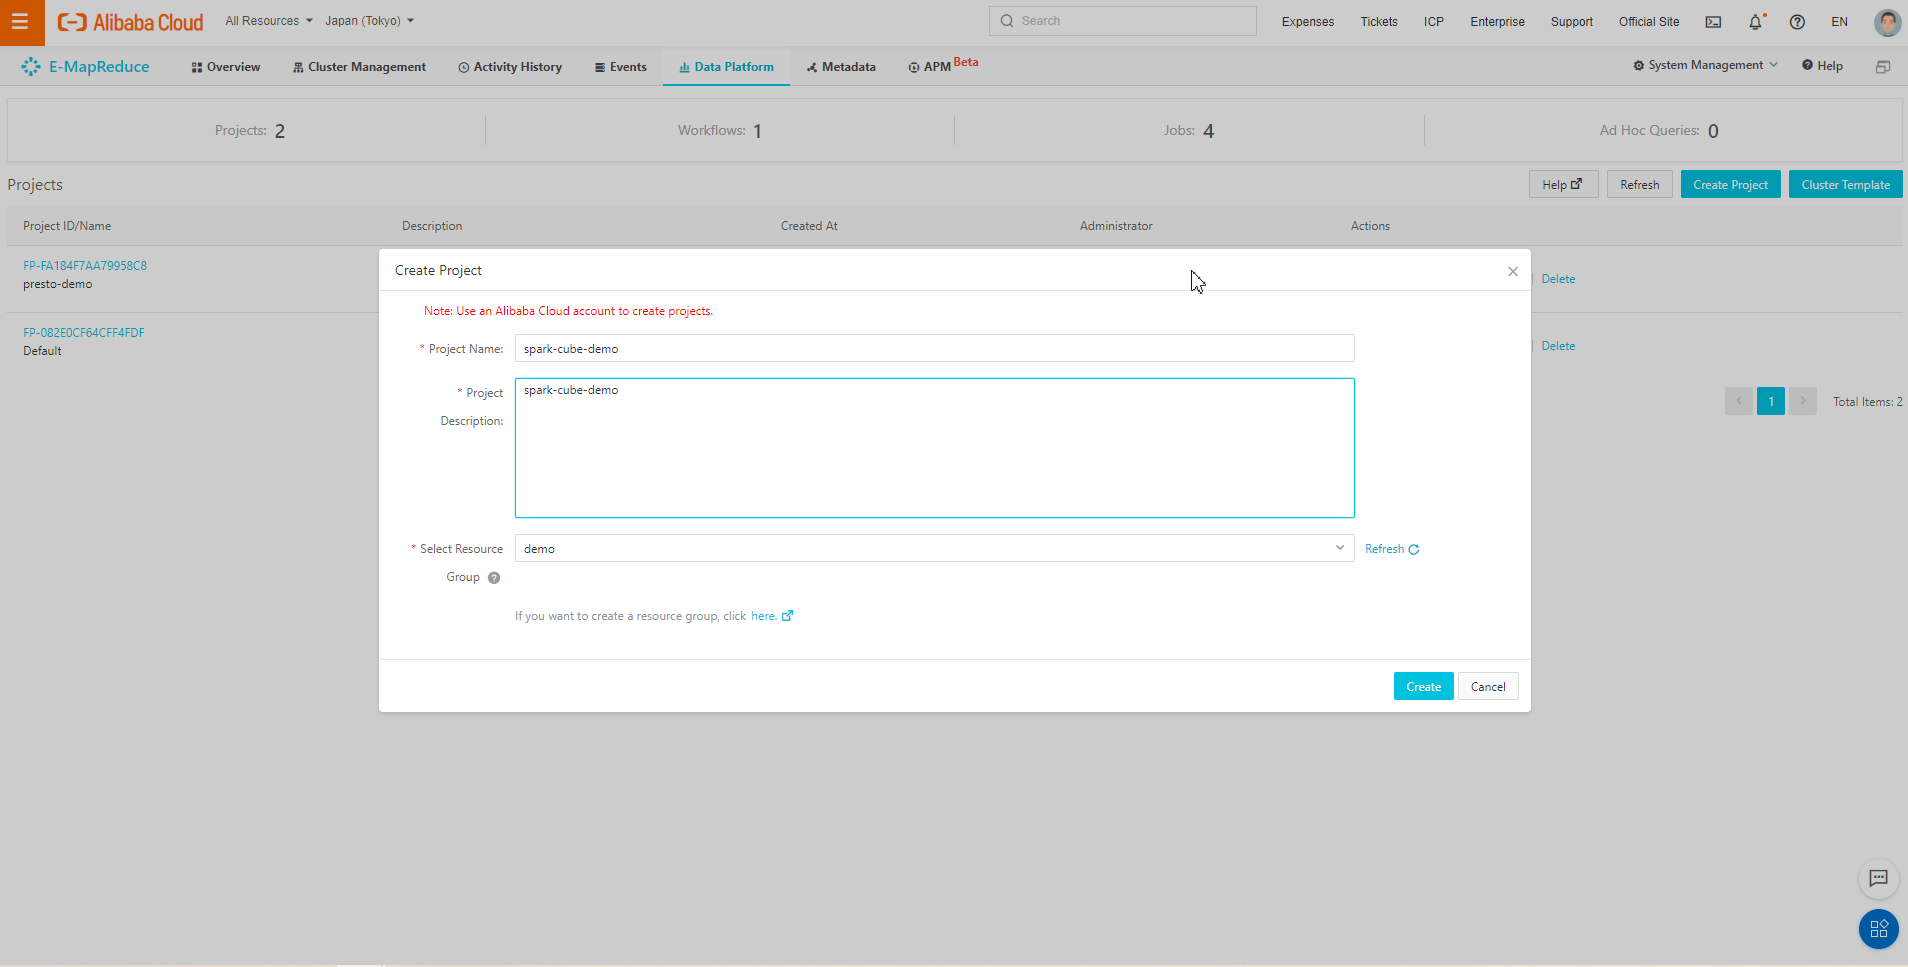 Alibaba Cloud All Resources Japan (Tokyo) Search Expenses Tickets ICP Enterprise Support Official Site EN
E-MapReduce Overview Cluster Management Activity History Events Data Platform Metadata APM Beta System Management Help
Projects: 2 Workflows: 1 Jobs: 4 Ad Hoc Queries: 0
Projects Help Refresh Create Project Cluster Template
Project ID/Name Description Created At Administrator Actions
FP-FA184F7AA79958C8
presto-demo
Delete
FP-082E0CF64CFF4FDF
Default
Delete
1 Total Items: 2
Create Project
Note: Use an Alibaba Cloud account to create projects.
* Project Name: spark-cube-demo
* Project
Description:
spark-cube-demo
* Select Resource
Group
demo
Refresh
If you want to create a resource group, click here.
Create Cancel